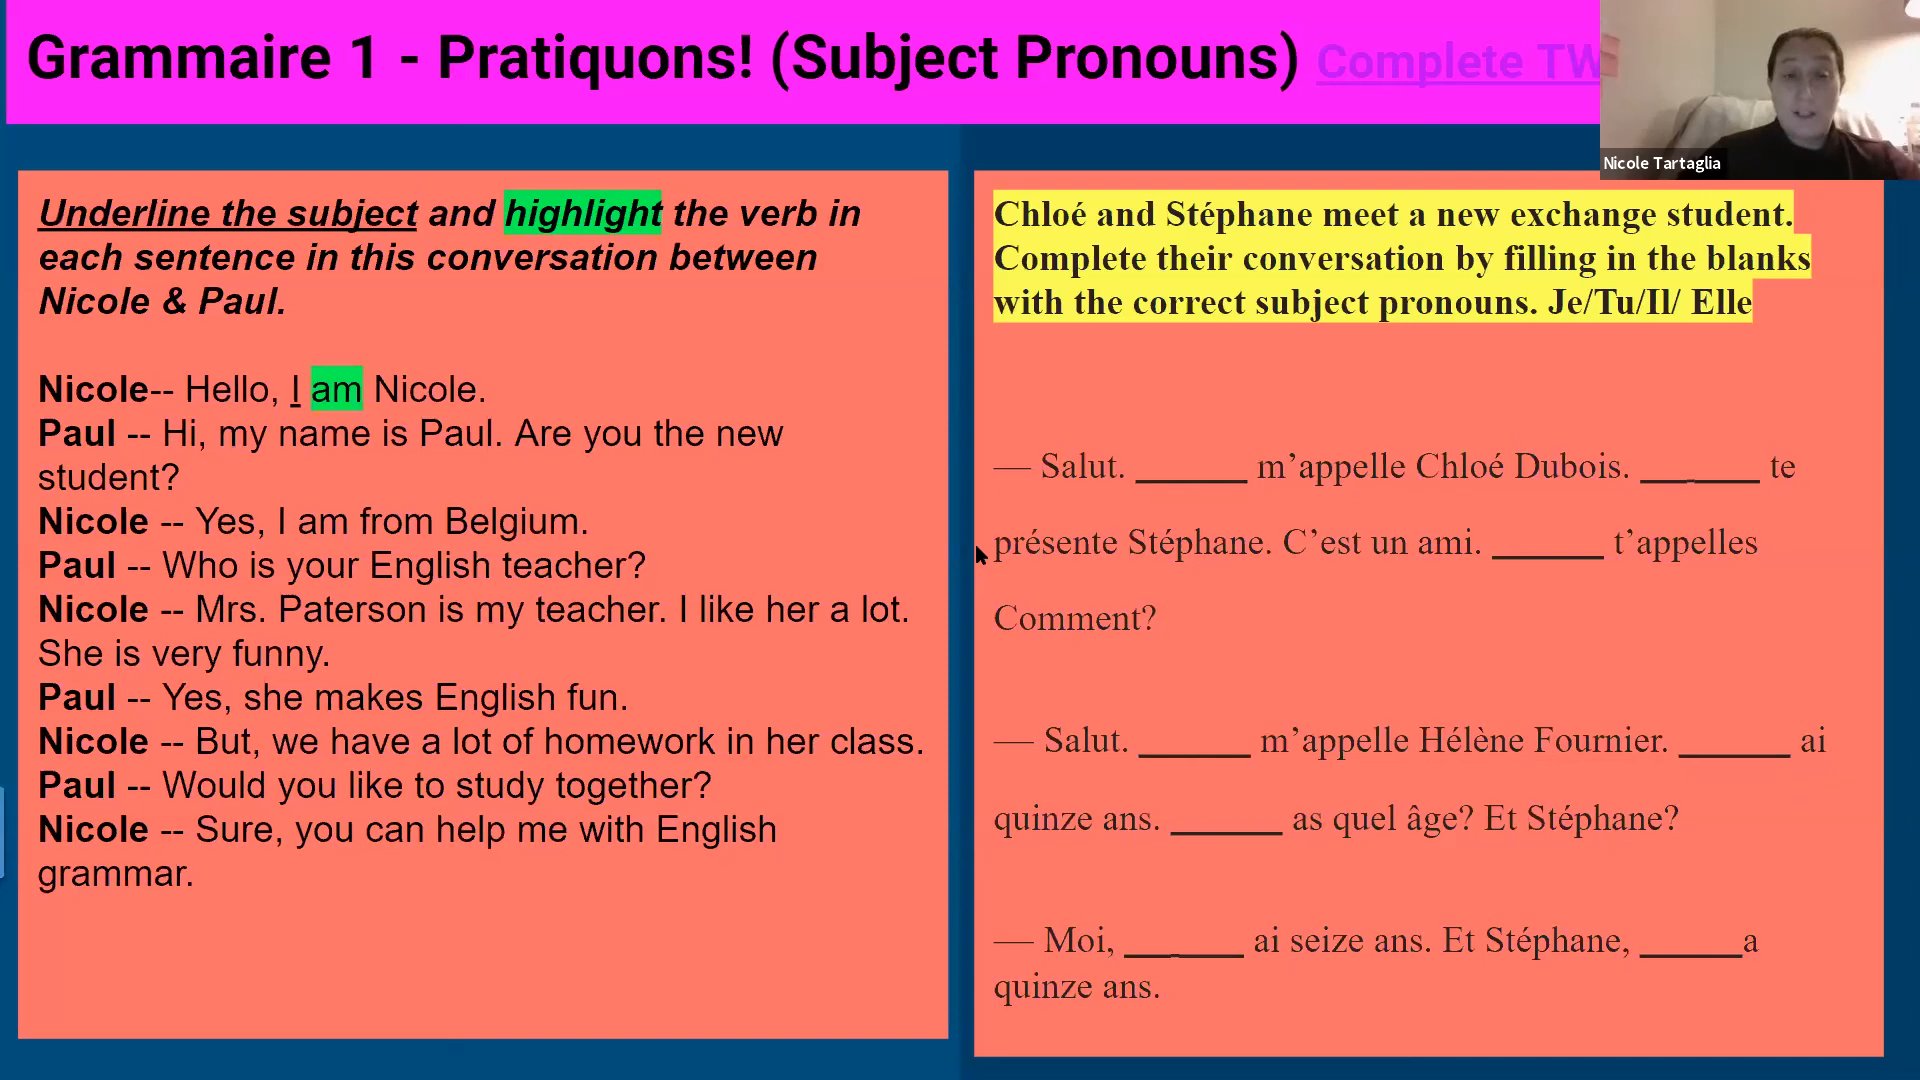 Grammaire 1 - Pratiquons! (Subject Pronouns) Complete
Nicole Tartaglia
Underline the subject and highlight the verb in
each sentence in this conversation between
Nicole & Paul.
Nicole-- Hello, I am Nicole.
Paul -- Hi, my name is Paul. Are you the new
student?
Nicole -- Yes, I am from Belgium.
Paul -- Who is your English teacher?
Nicole -- Mrs. Paterson is my teacher. I like her a lot.
She is very funny.
Paul -- Yes, she makes English fun.
Nicole -- But, we have a lot of homework in her class.
Paul -- Would you like to study together?
Nicole -- Sure, you can help me with English
grammar.
Chloé and Stéphane meet a new exchange student.
Complete their conversation by filling in the blanks
with the correct subject pronouns. Je/Tu/Il/ Elle
— Salut. ______ m’appelle Chloé Dubois. ______ te
présente Stéphane. C’est un ami. ______ t’appelles
Comment?
— Salut. ______ m’appelle Hélène Fournier. ______ ai
quinze ans. ______ as quel âge? Et Stéphane?
— Moi, ______ ai seize ans. Et Stéphane, ______a
quinze ans.